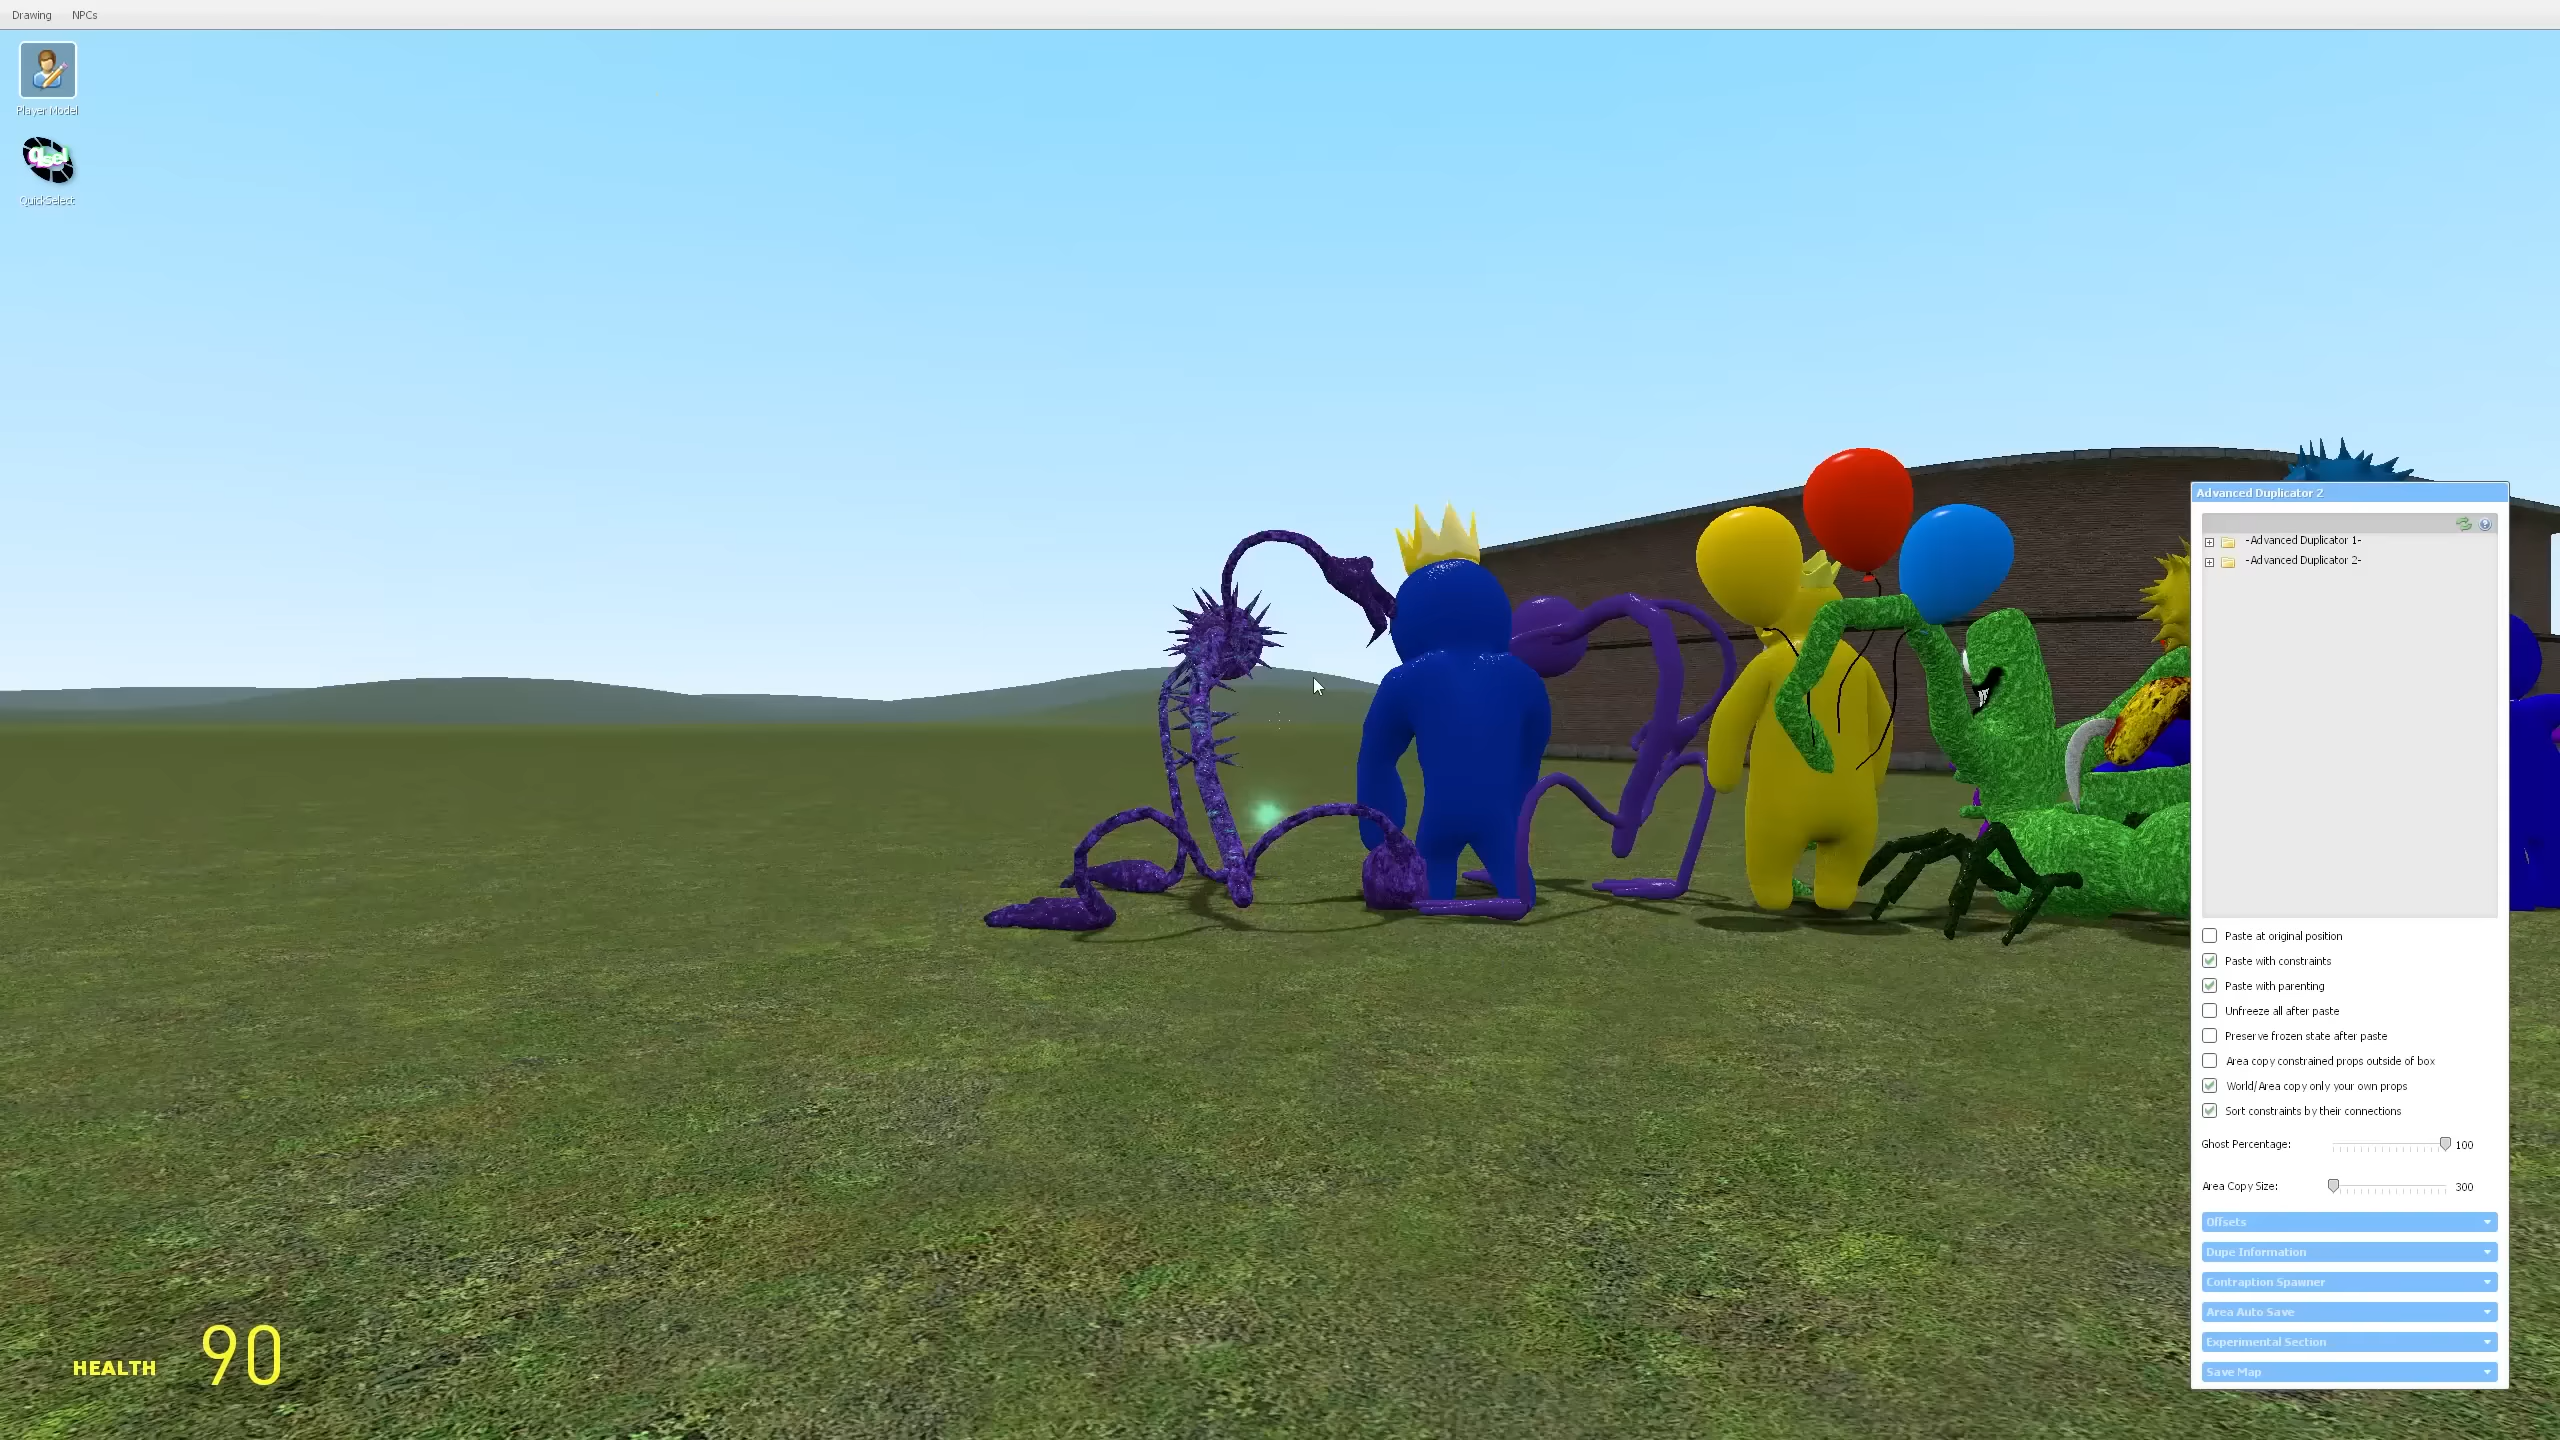 Drawing NPCs
Player Model
Qsel
QuickSelect
Advanced Duplicator 2
-Advanced Duplicator 1-
-Advanced Duplicator 2-
Paste at original position
Paste with constraints
Paste with parenting
Unfreeze all after paste
Preserve frozen state after paste
Area copy constrained props outside of box
World/Area copy only your own props
Sort constraints by their connections
Ghost Percentage: 100
Area Copy Size: 300
Offsets
Dupe Information
Contraption Spawner
Area Auto Save
Experimental Section
Save Map
HEALTH 90